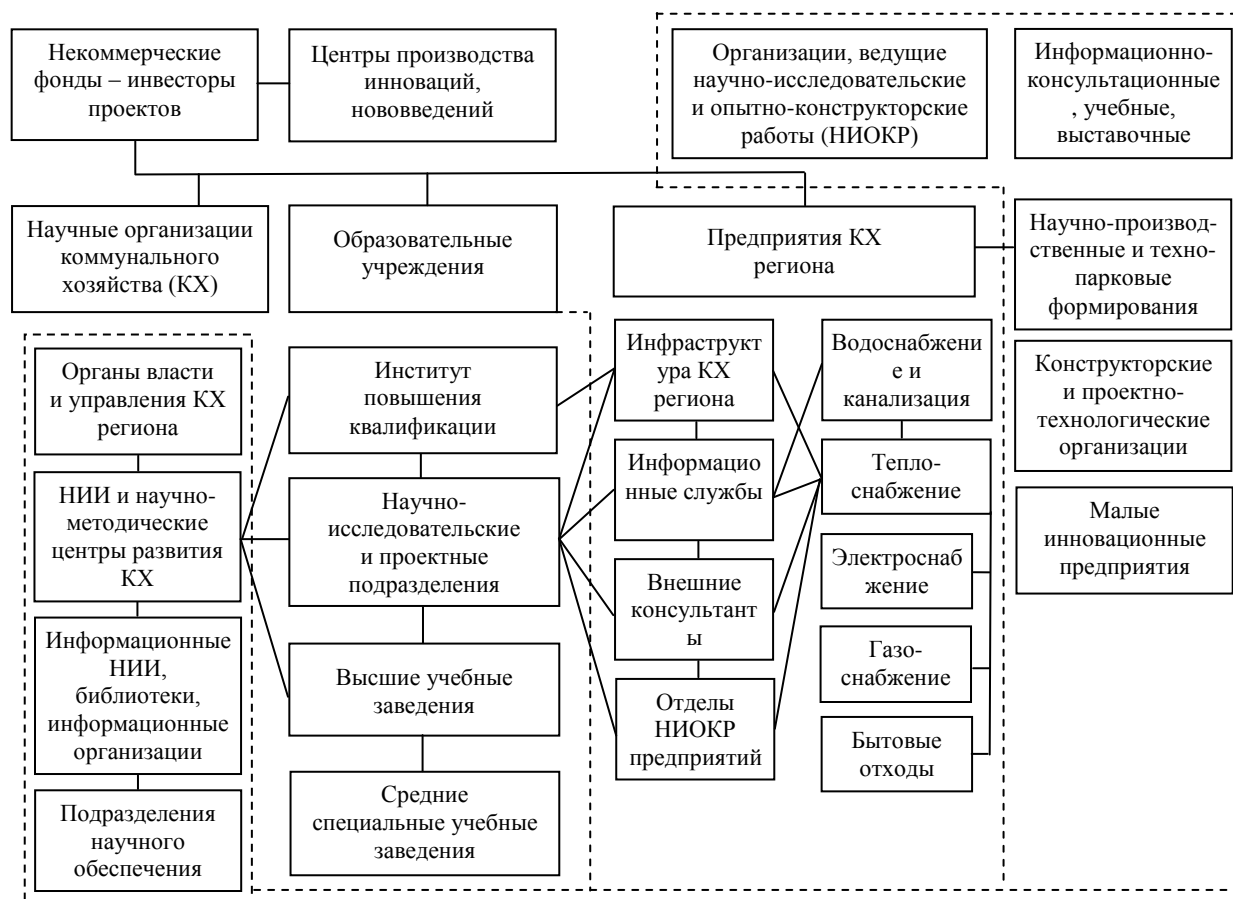 Некоммерческие
фонды – инвесторы
проектов
Центры производства
инноваций,
нововведений
Организации, ведущие
научно-исследовательские
и опытно-конструкторские
работы (НИОКР)
Информационно-
консультационные
, учебные,
выставочные
Научные организации
коммунального
хозяйства (КХ)
Образовательные
учреждения
Предприятия КХ
региона
Научно-производ-
ственные и техно-
парковые
формирования
Органы власти
и управления КХ
региона
НИИ и научно-
методические
центры развития
КХ
Информационные
НИИ,
библиотеки,
информационные
организации
Подразделения
научного
обеспечения
Институт
повышения
квалификации
Научно-
исследовательские
и проектные
подразделения
Высшие учебные
заведения
Средние
специальные учебные
заведения
Инфраструкт
ура КХ
региона
Информацио
нные службы
Внешние
консультант
ы
Отделы
НИОКР
предприятий
Водоснабжени
е и
канализация
Тепло-
снабжение
Электроснаб
жение
Газо-
снабжение
Бытовые
отходы
Конструкторские
и проектно-
технологические
организации
Малые
инновационные
предприятия